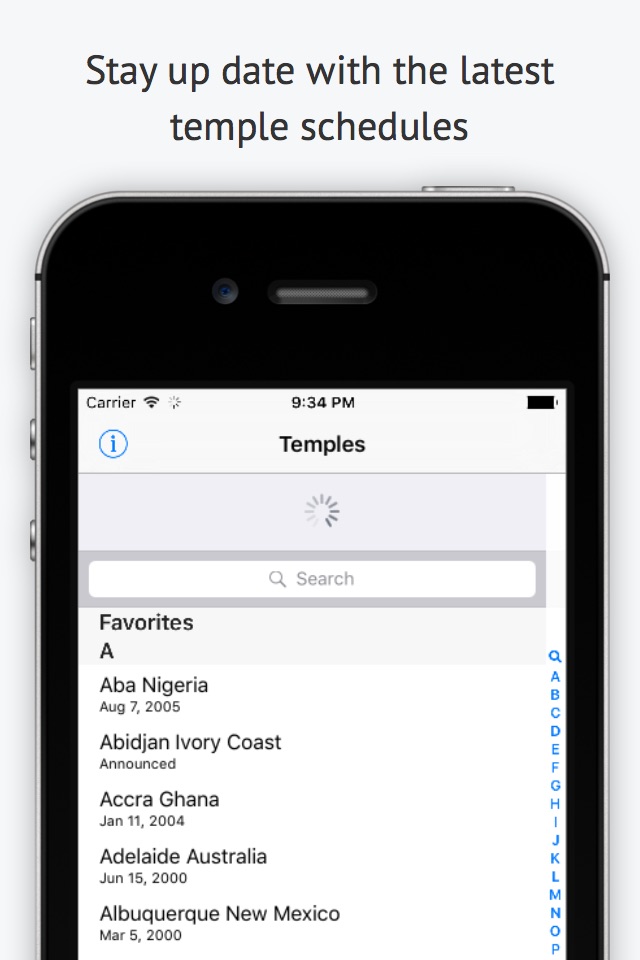 Stay up date with the latest
temple schedules
Carrier 9:34 PM
i Temples
Search
Favorites
A
Aba Nigeria
Aug 7, 2005
Abidjan Ivory Coast
Announced
Accra Ghana
Jan 11, 2004
Adelaide Australia
Jun 15, 2000
Albuquerque New Mexico
Mar 5, 2000
A
B
C
D
E
F
G
H
I
J
K
L
M
N
O
P